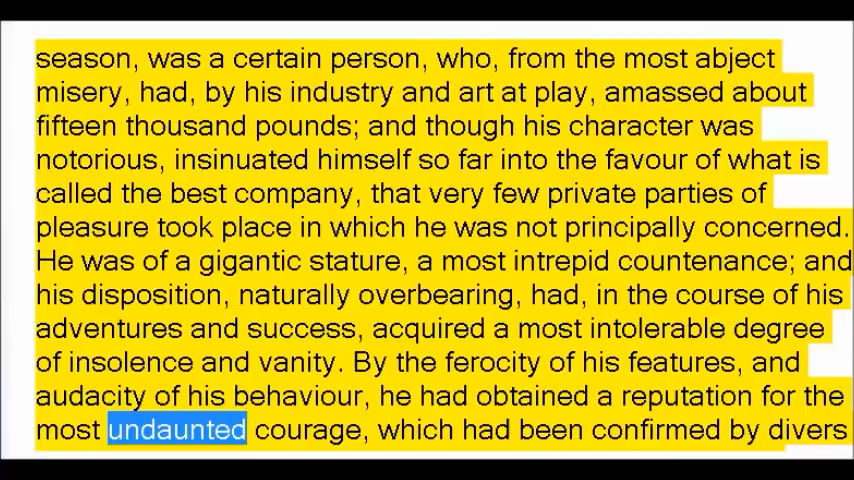 season, was a certain person, who, from the most abject
misery, had, by his industry and art at play, amassed about
fifteen thousand pounds; and though his character was
notorious, insinuated himself so far into the favour of what is
called the best company, that very few private parties of
pleasure took place in which he was not principally concerned.
He was of a gigantic stature, a most intrepid countenance; and
his disposition, naturally overbearing, had, in the course of his
adventures and success, acquired a most intolerable degree
of insolence and vanity. By the ferocity of his features, and
audacity of his behaviour, he had obtained a reputation for the
most undaunted courage, which had been confirmed by divers